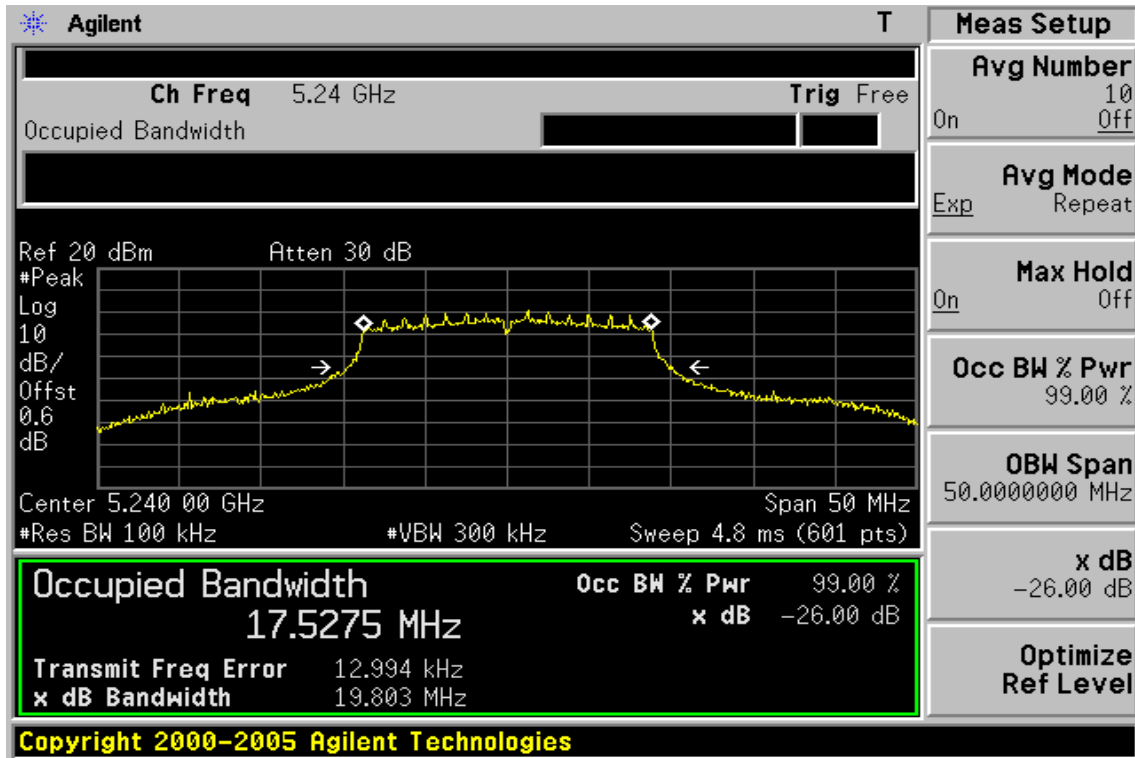 Agilent T
Ch Freq 5.24 GHz Trig Free
Occupied Bandwidth
Ref 20 dBm Atten 30 dB
#Peak
Log
10
dB/
Offst
0.6
dB
Center 5.240 00 GHz Span 50 MHz
#Res BW 100 kHz #VBW 300 kHz Sweep 4.8 ms (601 pts)
Occupied Bandwidth Occ BW % Pwr 99.00 %
17.5275 MHz x dB -26.00 dB
Transmit Freq Error 12.994 kHz
x dB Bandwidth 19.803 MHz
Copyright 2000-2005 Agilent Technologies
Meas Setup
Avg Number
10
On Off
Avg Mode
Exp Repeat
Max Hold
On Off
Occ BW % Pwr
99.00 %
OBW Span
50.0000000 MHz
x dB
-26.00 dB
Optimize
Ref Level